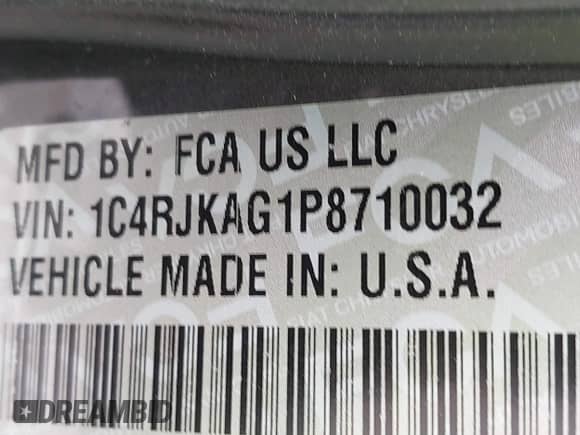 MFD BY: FCA US LLC
VIN: 1C4RJKAG1P8710032
VEHICLE MADE IN: U.S.A.
DREAMBID